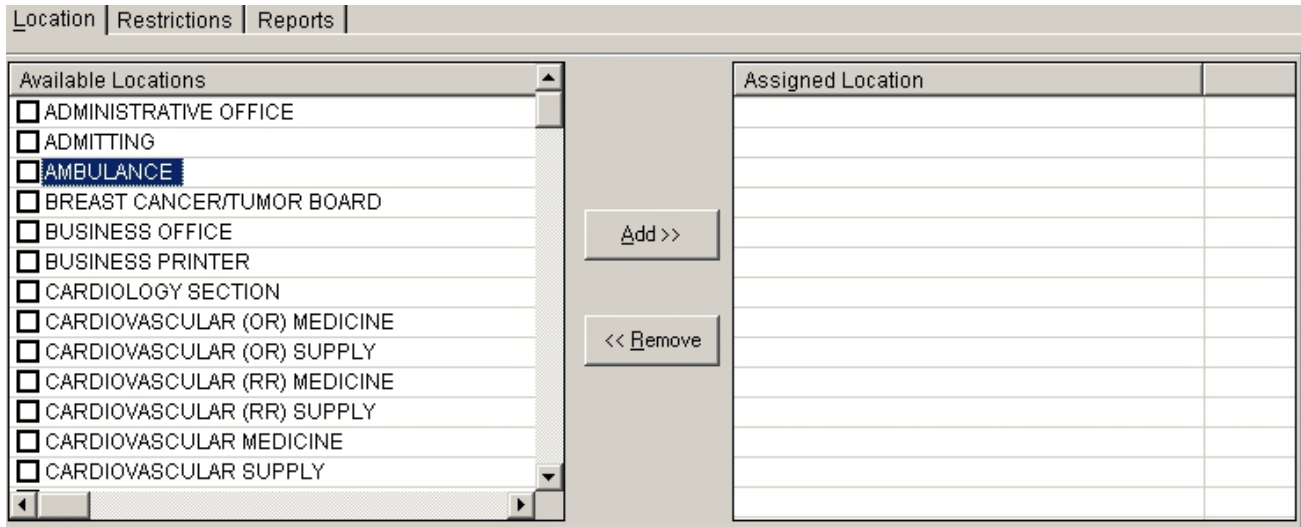 Location Restrictions Reports
Available Locations
ADMINISTRATIVE OFFICE
ADMITTING
AMBULANCE
BREAST CANCER/TUMOR BOARD
BUSINESS OFFICE
BUSINESS PRINTER
CARDIOLOGY SECTION
CARDIOVASCULAR (OR) MEDICINE
CARDIOVASCULAR (OR) SUPPLY
CARDIOVASCULAR (RR) MEDICINE
CARDIOVASCULAR (RR) SUPPLY
CARDIOVASCULAR MEDICINE
CARDIOVASCULAR SUPPLY
Add >>
<< Remove
Assigned Location